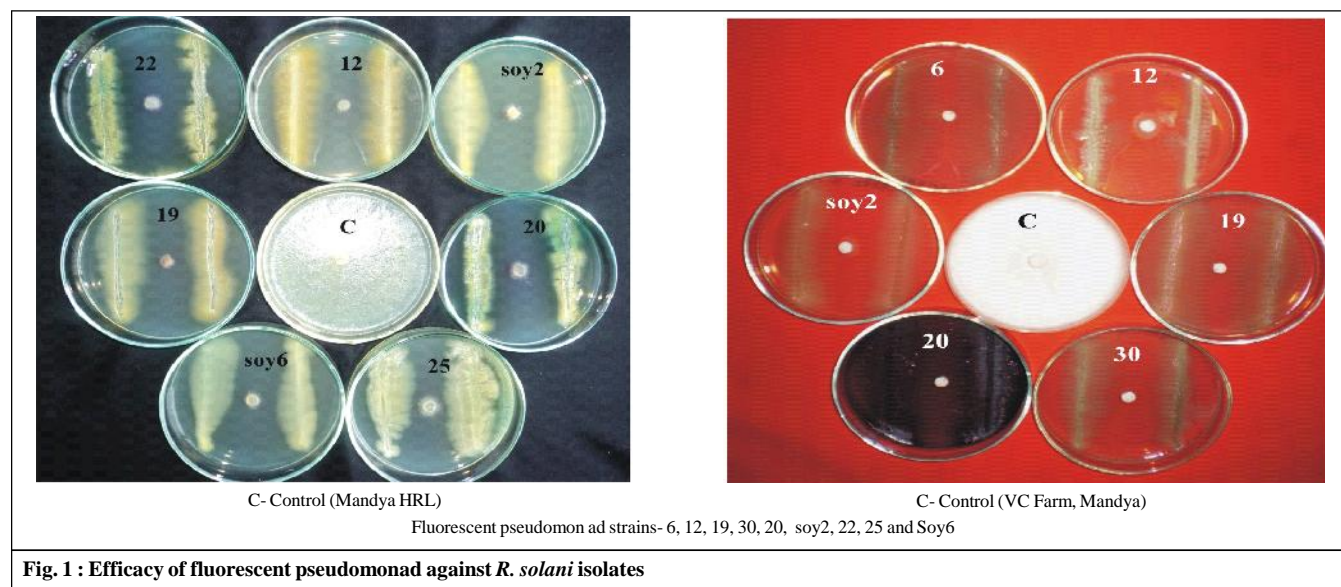 22
12
soy2
19
C
20
soy6
25
6
12
soy2
C
19
20
30
C- Control (Mandya HRL)
C- Control (VC Farm, Mandya)
Fluorescent pseudomon ad strains- 6, 12, 19, 30, 20, soy2, 22, 25 and Soy6
Fig. 1 : Efficacy of fluorescent pseudomonad against R. solani isolates